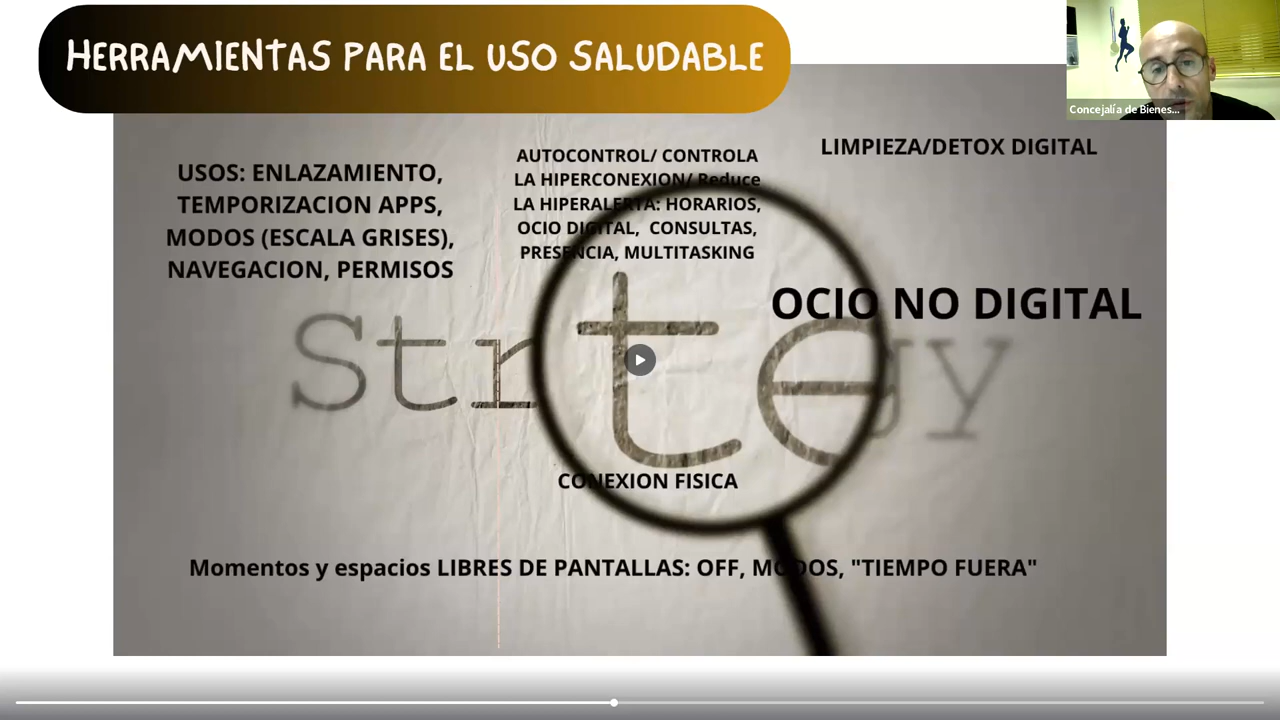 HERRAMIENTAS PARA EL USO SALUDABLE
Concejalía de Bienes...
USOS: ENLAZAMIENTO,
TEMPORIZACION APPS,
MODOS (ESCALA GRISES),
NAVEGACION, PERMISOS
AUTOCONTROL/ CONTROLA
LA HIPERCONEXION/ Reduce
LA HIPERALERTA: HORARIOS,
OCIO DIGITAL, CONSULTAS,
PRESENCIA, MULTITASKING
LIMPIEZA/DETOX DIGITAL
OCIO NO DIGITAL
Strtegy
CONEXION FISICA
Momentos y espacios LIBRES DE PANTALLAS: OFF, MODOS, "TIEMPO FUERA"